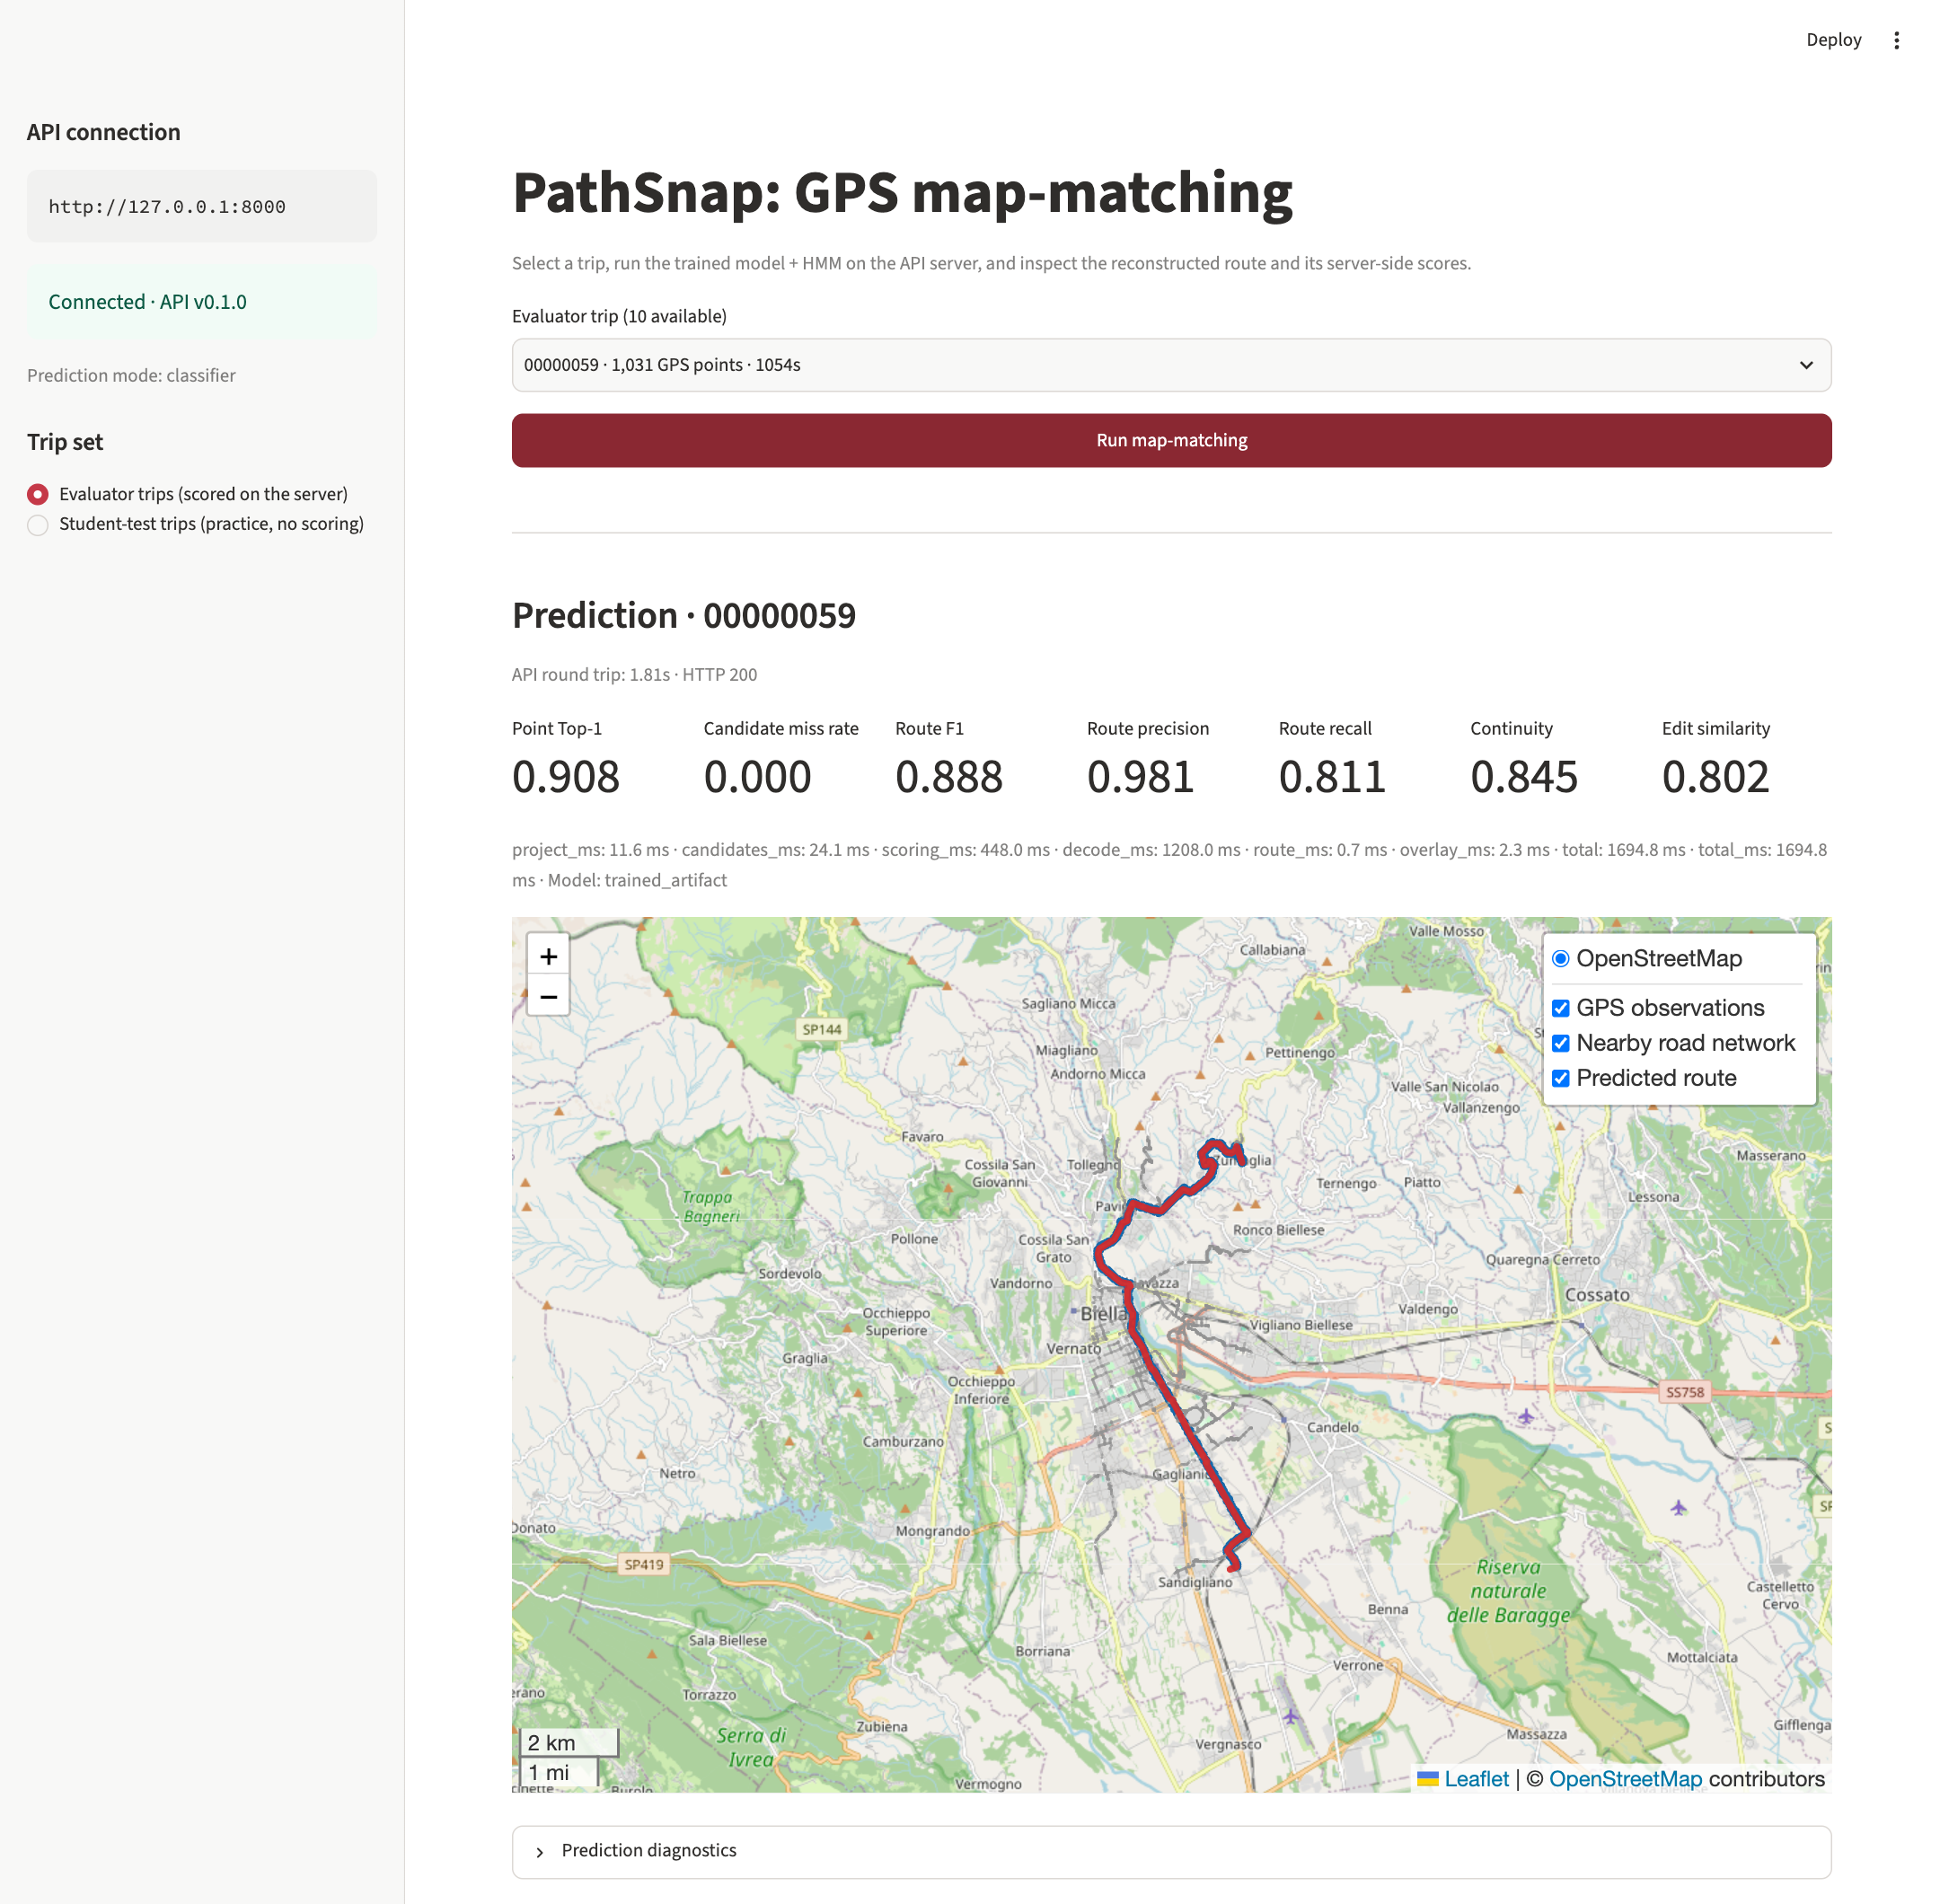 Deploy
API connection
http://127.0.0.1:8000
Connected · API v0.1.0
Prediction mode: classifier
Trip set
Evaluator trips (scored on the server)
Student-test trips (practice, no scoring)
PathSnap: GPS map-matching
Select a trip, run the trained model + HMM on the API server, and inspect the reconstructed route and its server-side scores.
Evaluator trip (10 available)
00000059 · 1,031 GPS points · 1054s
Run map-matching
Prediction · 00000059
API round trip: 1.81s · HTTP 200
Point Top-1
0.908
Candidate miss rate
0.000
Route F1
0.888
Route precision
0.981
Route recall
0.811
Continuity
0.845
Edit similarity
0.802
project_ms: 11.6 ms · candidates_ms: 24.1 ms · scoring_ms: 448.0 ms · decode_ms: 1208.0 ms · route_ms: 0.7 ms · overlay_ms: 2.3 ms · total: 1694.8 ms · total_ms: 1694.8
ms · Model: trained_artifact
+
−
OpenStreetMap
GPS observations
Nearby road network
Predicted route
Valle Mosso
Callabiana
Sagliano Micca
SP144
Miagliano
Andorno Micca
Pettinengo
Valle San Nicolao
Vallanzengo
Favaro
Cossila San
Giovanni
Tollegno
Masserano
Trappa
Bagneri
Ternengo
Piatto
Lessona
Pollone
Cossila San
Grato
Ronco Biellese
Quaregna Cerreto
Sordevolo
Vandorno
Cossato
Occhieppo
Superiore
Biella
Valdengo
Vigliano Biellese
Vernato
Graglia
Occhieppo
Inferiore
SS758
Candelo
Camburzano
Netro
Donato
Mongrando
SP419
Sandigliano
Riserva
naturale
delle Baragge
Castelletto
Cervo
Benna
Sala Biellese
Borriana
Verrone
Mottalciata
Torrazzo
Zubiena
Serra di
Ivrea
Vergnasco
Massazza
Gifflenga
Vermogno
2 km
1 mi
Leaflet | © OpenStreetMap contributors
Prediction diagnostics